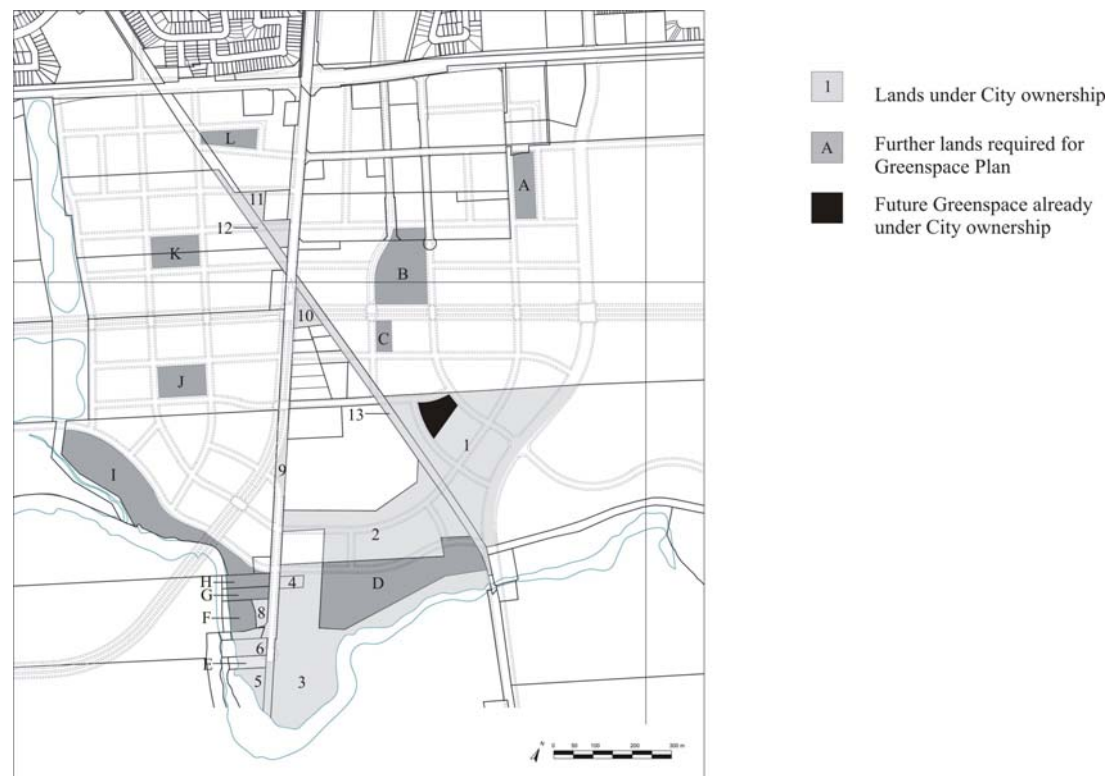 L
A
11
12
K
B
10
C
J
13
1
I
9
2
H
4
D
G
8
F
7
6
E
5
3
N
0 50 100 200 300 m
1 Lands under City ownership
A Further lands required for
Greenspace Plan
Future Greenspace already
under City ownership